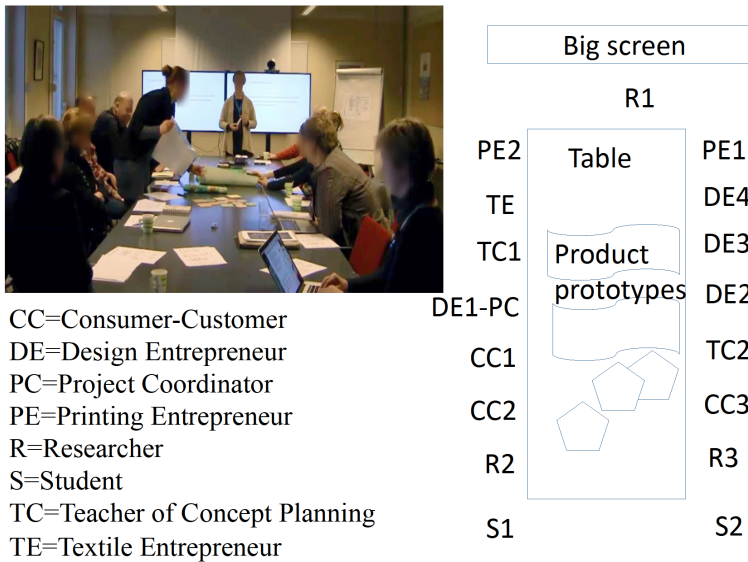 CC=Consumer-Customer
DE=Design Entrepreneur
PC=Project Coordinator
PE=Printing Entrepreneur
R=Researcher
S=Student
TC=Teacher of Concept Planning
TE=Textile Entrepreneur
Big screen
R1
PE2
Table
PE1
TE
DE4
TC1
Product
DE3
prototypes
DE2
DE1-PC
CC1
TC2
CC2
CC3
R2
R3
S1
S2